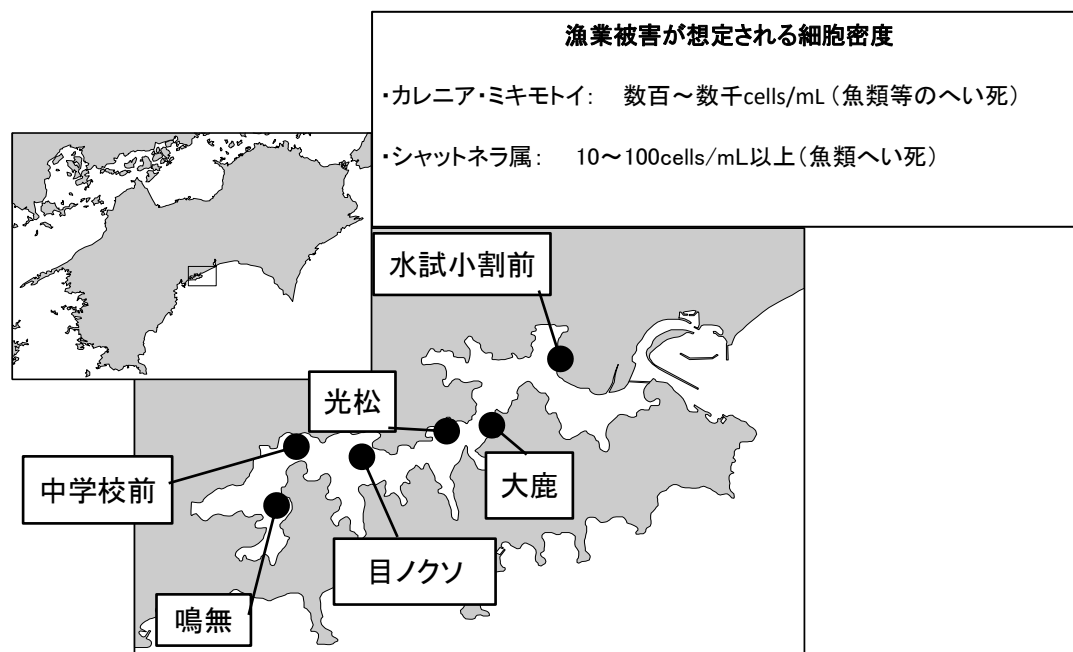 漁業被害が想定される細胞密度
・カレニア・ミキモトイ: 数百～数千cells/mL（魚類等のへい死）
・シャットネラ属: 10～100cells/mL以上（魚類へい死）
水試小割前
光松
中学校前
大鹿
目ノクソ
鳴無